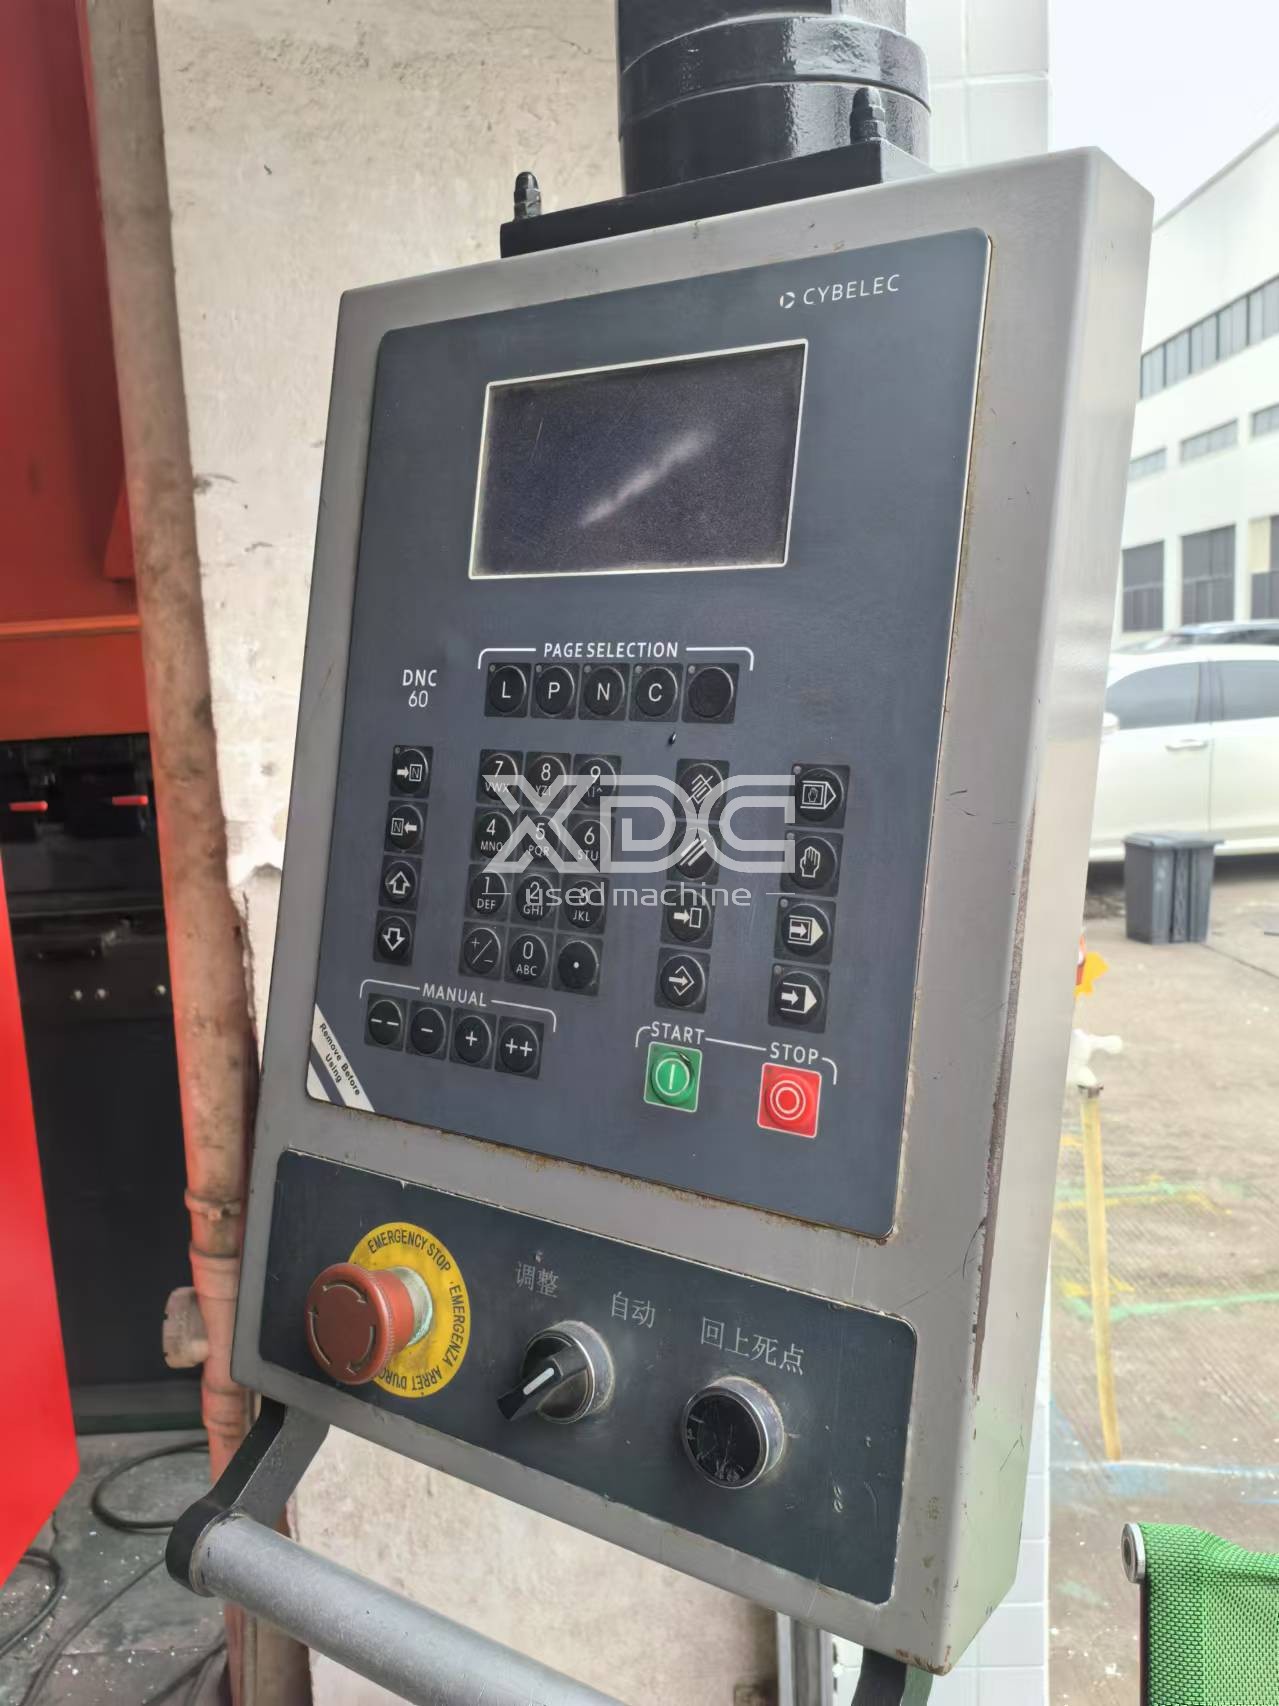 CYBELEC
PAGE SELECTION
DNC
60
L P N C
N
7 8 9
VWX YZ!
N
4 5 6
MNO PQR STU
XDC
used machine
1 2 3
DEF GHI JKL
+/- 0 .
ABC
MANUAL
-- - + ++
START
STOP
Remove Before
Using
EMERGENCY STOP · EMERGENZA ARRET D'URG
调整
自动
回上死点